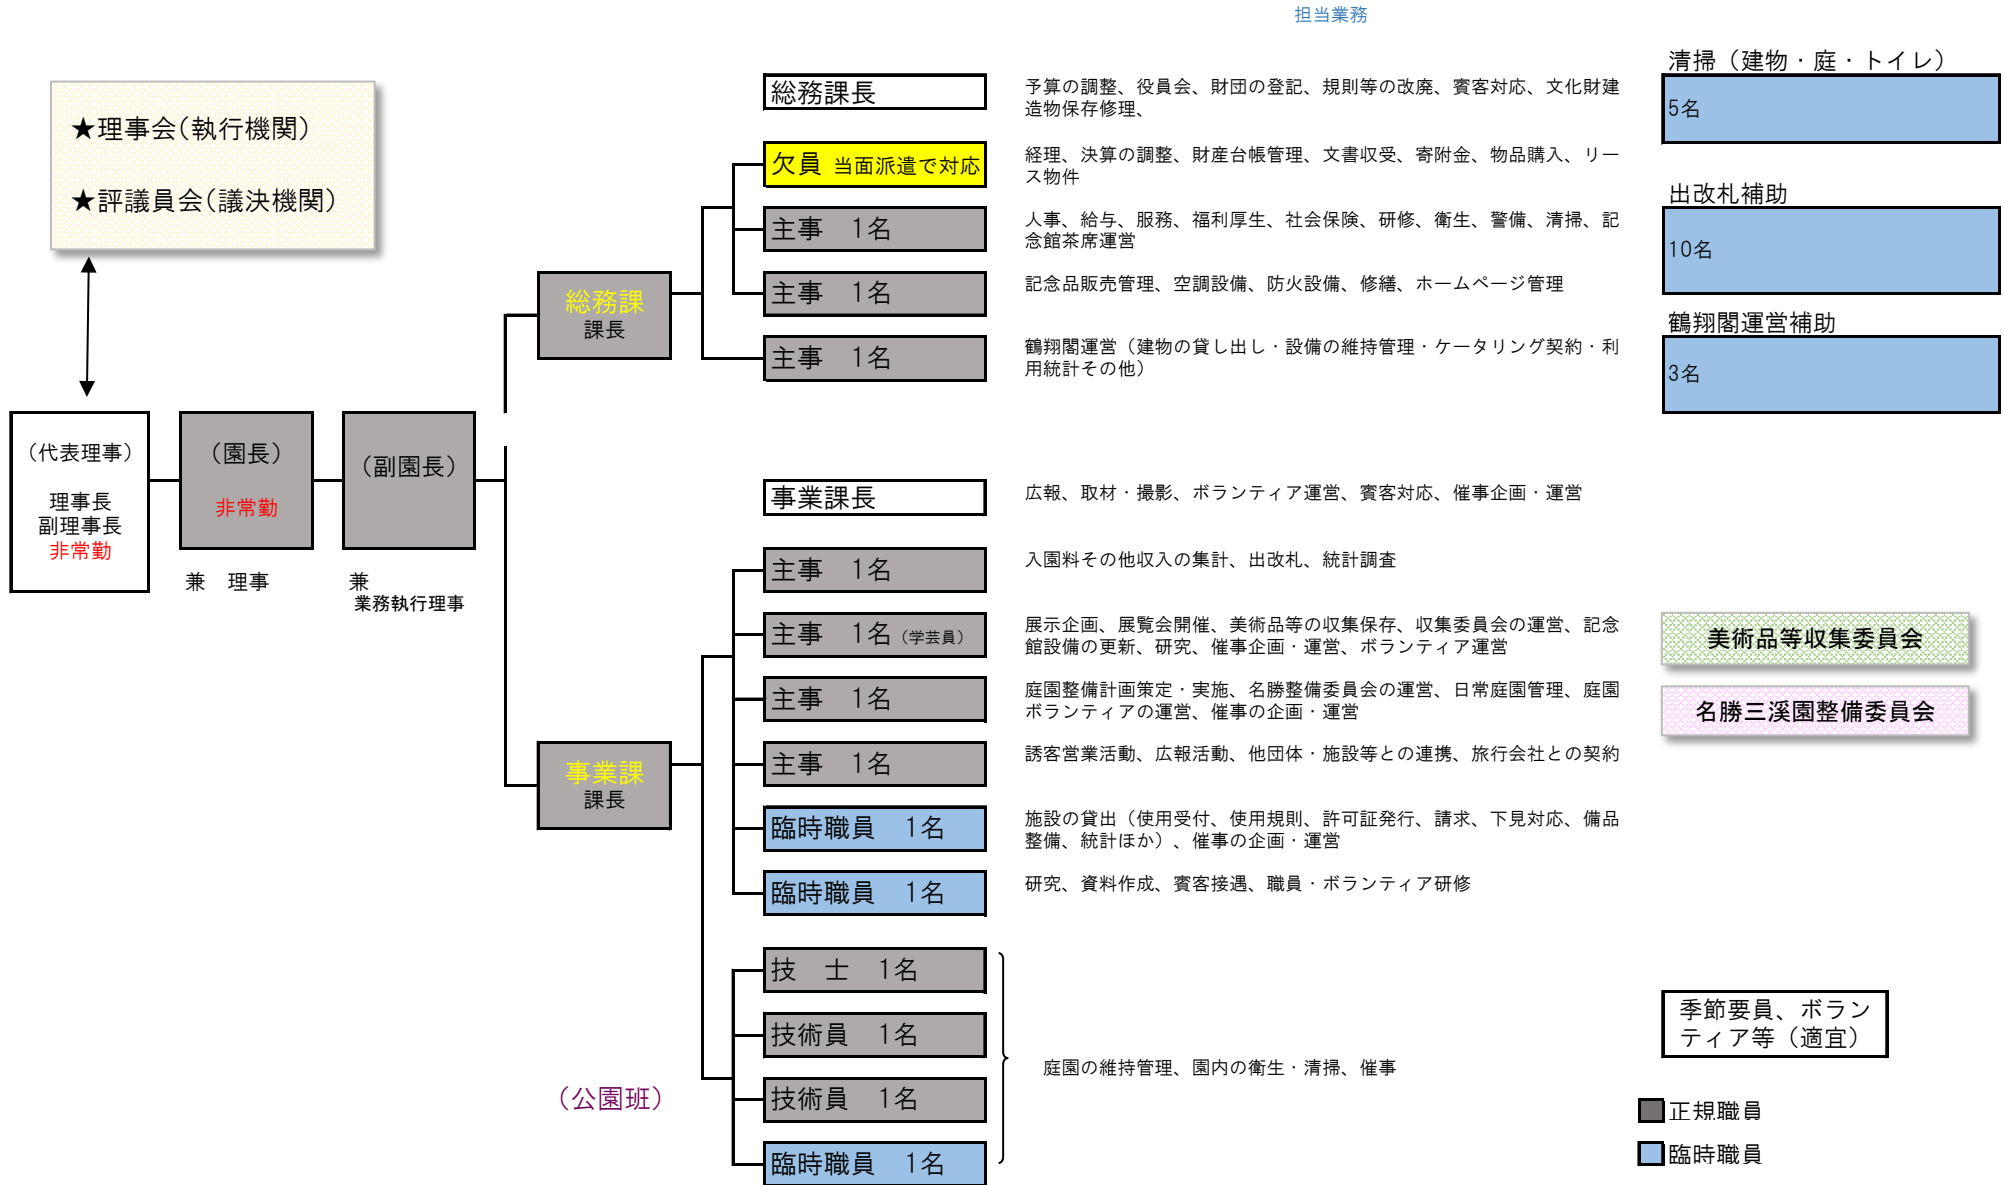 担当業務
★理事会(執行機関)
★評議員会(議決機関)
(代表理事)
理事長
副理事長
非常勤
(園長)
非常勤
兼　理事
(副園長)
兼
業務執行理事
総務課
課長
総務課長
予算の調整、役員会、財団の登記、規則等の改廃、賓客対応、文化財建
造物保存修理、
欠員 当面派遣で対応
経理、決算の調整、財産台帳管理、文書収受、寄附金、物品購入、リー
ス物件
主事　1名
人事、給与、服務、福利厚生、社会保険、研修、衛生、警備、清掃、記
念館茶席運営
主事　1名
記念品販売管理、空調設備、防火設備、修繕、ホームページ管理
主事　1名
鶴翔閣運営（建物の貸し出し・設備の維持管理・ケータリング契約・利
用統計その他）
清掃（建物・庭・トイレ）
5名
出改札補助
10名
鶴翔閣運営補助
3名
事業課
課長
事業課長
広報、取材・撮影、ボランティア運営、賓客対応、催事企画・運営
主事　1名
入園料その他収入の集計、出改札、統計調査
主事　1名（学芸員）
展示企画、展覧会開催、美術品等の収集保存、収集委員会の運営、記念
館設備の更新、研究、催事企画・運営、ボランティア運営
主事　1名
庭園整備計画策定・実施、名勝整備委員会の運営、日常庭園管理、庭園
ボランティアの運営、催事の企画・運営
主事　1名
誘客営業活動、広報活動、他団体・施設等との連携、旅行会社との契約
臨時職員　1名
施設の貸出（使用受付、使用規則、許可証発行、請求、下見対応、備品
整備、統計ほか）、催事の企画・運営
臨時職員　1名
研究、資料作成、賓客接遇、職員・ボランティア研修
美術品等収集委員会
名勝三溪園整備委員会
（公園班）
技　士　1名
技術員　1名
技術員　1名
臨時職員　1名
庭園の維持管理、園内の衛生・清掃、催事
季節要員、ボラン
ティア等（適宜）
正規職員
臨時職員